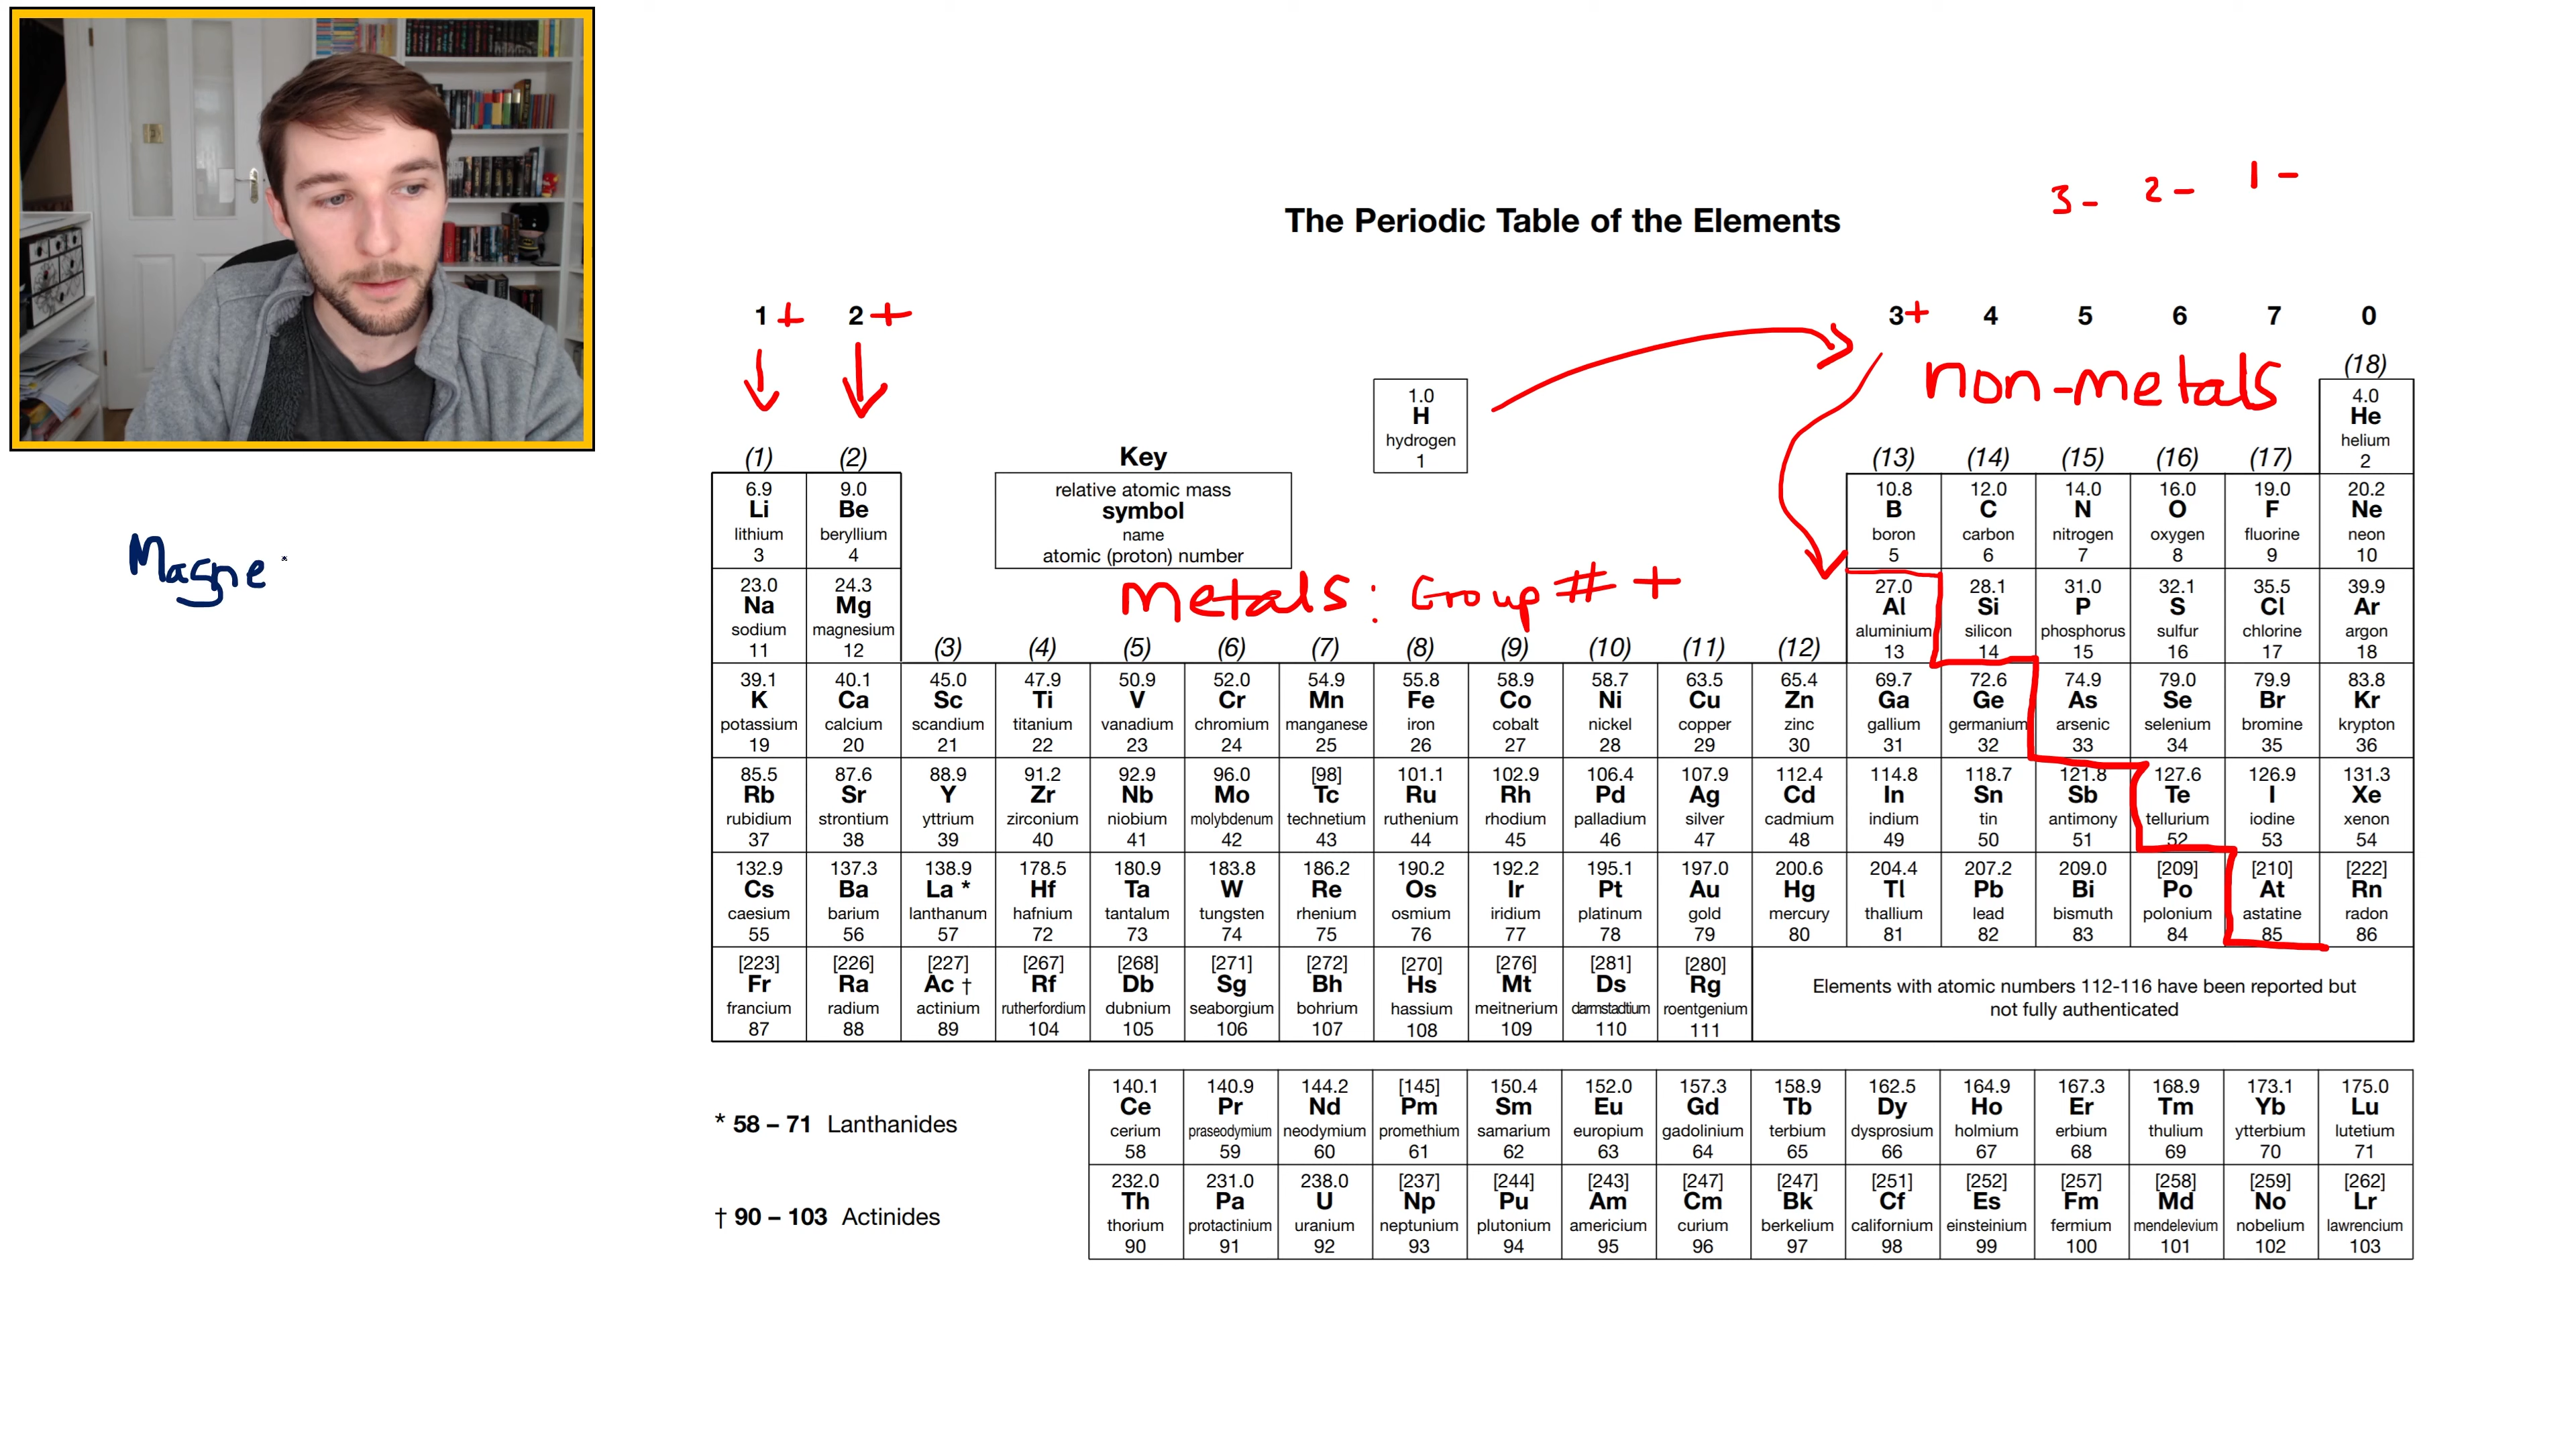 3- 2- 1-
The Periodic Table of the Elements
1+ 2+ 3+ 4 5 6 7 0
non-metals
(18)
1.0 4.0
H He
hydrogen helium
1 2
(1) (2) Key (13) (14) (15) (16) (17)
6.9 9.0 relative atomic mass 10.8 12.0 14.0 16.0 19.0 20.2
Li Be symbol B C N O F Ne
lithium beryllium name boron carbon nitrogen oxygen fluorine neon
3 4 atomic (proton) number 5 6 7 8 9 10
Magne
Metals: Group # +
23.0 24.3 27.0 28.1 31.0 32.1 35.5 39.9
Na Mg Al Si P S Cl Ar
sodium magnesium aluminium silicon phosphorus sulfur chlorine argon
11 12 13 14 15 16 17 18
(3) (4) (5) (6) (7) (8) (9) (10) (11) (12)
39.1 40.1 45.0 47.9 50.9 52.0 54.9 55.8 58.9 58.7 63.5 65.4 69.7 72.6 74.9 79.0 79.9 83.8
K Ca Sc Ti V Cr Mn Fe Co Ni Cu Zn Ga Ge As Se Br Kr
potassium calcium scandium titanium vanadium chromium manganese iron cobalt nickel copper zinc gallium germanium arsenic selenium bromine krypton
19 20 21 22 23 24 25 26 27 28 29 30 31 32 33 34 35 36
85.5 87.6 88.9 91.2 92.9 96.0 [98] 101.1 102.9 106.4 107.9 112.4 114.8 118.7 121.8 127.6 126.9 131.3
Rb Sr Y Zr Nb Mo Tc Ru Rh Pd Ag Cd In Sn Sb Te I Xe
rubidium strontium yttrium zirconium niobium molybdenum technetium ruthenium rhodium palladium silver cadmium indium tin antimony tellurium iodine xenon
37 38 39 40 41 42 43 44 45 46 47 48 49 50 51 52 53 54
132.9 137.3 138.9 178.5 180.9 183.8 186.2 190.2 192.2 195.1 197.0 200.6 204.4 207.2 209.0 [209] [210] [222]
Cs Ba La * Hf Ta W Re Os Ir Pt Au Hg Tl Pb Bi Po At Rn
caesium barium lanthanum hafnium tantalum tungsten rhenium osmium iridium platinum gold mercury thallium lead bismuth polonium astatine radon
55 56 57 72 73 74 75 76 77 78 79 80 81 82 83 84 85 86
[223] [226] [227] [267] [268] [271] [272] [270] [276] [281] [280]
Fr Ra Ac † Rf Db Sg Bh Hs Mt Ds Rg
francium radium actinium rutherfordium dubnium seaborgium bohrium hassium meitnerium darmstadtium roentgenium
87 88 89 104 105 106 107 108 109 110 111
Elements with atomic numbers 112-116 have been reported but
not fully authenticated
* 58 – 71 Lanthanides
140.1 140.9 144.2 [145] 150.4 152.0 157.3 158.9 162.5 164.9 167.3 168.9 173.1 175.0
Ce Pr Nd Pm Sm Eu Gd Tb Dy Ho Er Tm Yb Lu
cerium praseodymium neodymium promethium samarium europium gadolinium terbium dysprosium holmium erbium thulium ytterbium lutetium
58 59 60 61 62 63 64 65 66 67 68 69 70 71
† 90 – 103 Actinides
232.0 231.0 238.0 [237] [244] [243] [247] [247] [251] [252] [257] [258] [259] [262]
Th Pa U Np Pu Am Cm Bk Cf Es Fm Md No Lr
thorium protactinium uranium neptunium plutonium americium curium berkelium californium einsteinium fermium mendelevium nobelium lawrencium
90 91 92 93 94 95 96 97 98 99 100 101 102 103